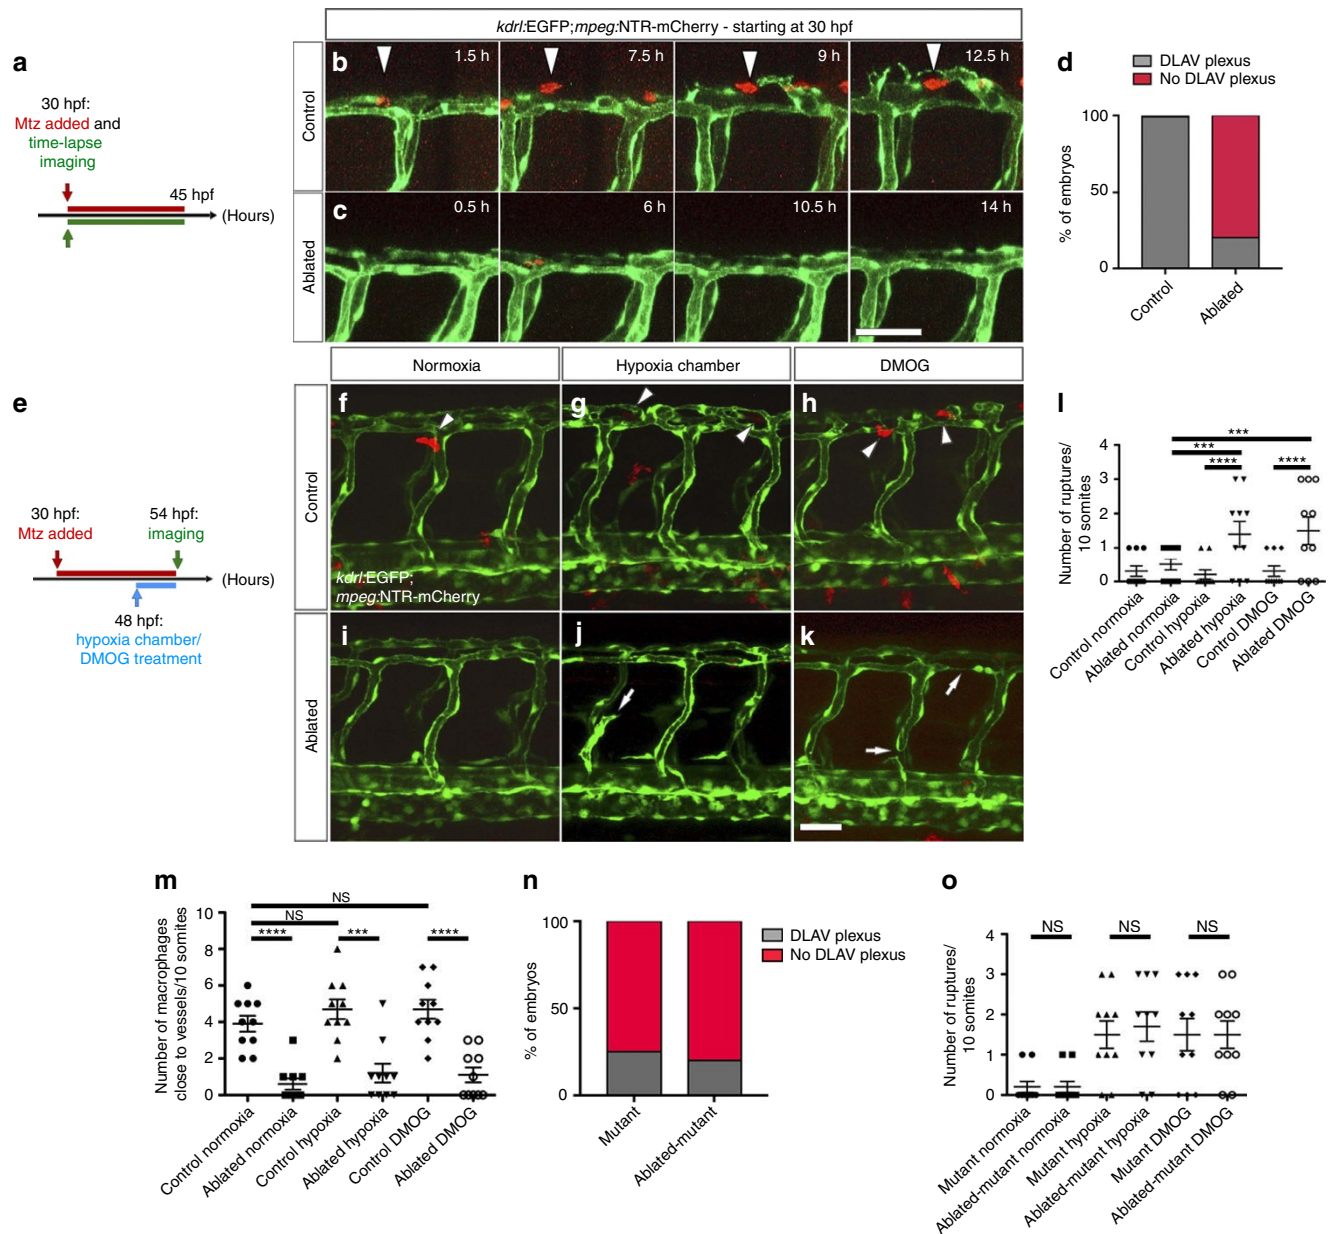 kdrl:EGFP;mpeg:NTR-mCherry - starting at 30 hpf
a
30 hpf:
Mtz added and
time-lapse
imaging
45 hpf
(Hours)
Control
b
1.5 h
7.5 h
9 h
12.5 h
Ablated
c
0.5 h
6 h
10.5 h
14 h
d
DLAV plexus
No DLAV plexus
% of embryos
100
50
0
Control
Ablated
e
30 hpf:
Mtz added
54 hpf:
imaging
(Hours)
48 hpf:
hypoxia chamber/
DMOG treatment
Normoxia
Hypoxia chamber
DMOG
Control
f
kdrl:EGFP;
mpeg:NTR-mCherry
g
h
Ablated
i
j
k
l
Number of ruptures/
10 somites
4
3
2
1
0
***
***
****
****
Control normoxia
Ablated normoxia
Control hypoxia
Ablated hypoxia
Control DMOG
Ablated DMOG
m
Number of macrophages
close to vessels/10 somites
10
8
6
4
2
0
NS
NS
****
***
****
Control normoxia
Ablated normoxia
Control hypoxia
Ablated hypoxia
Control DMOG
Ablated DMOG
n
% of embryos
100
50
0
DLAV plexus
No DLAV plexus
Mutant
Ablated-mutant
o
Number of ruptures/
10 somites
4
3
2
1
0
NS
NS
NS
Mutant normoxia
Ablated-mutant normoxia
Mutant hypoxia
Ablated-mutant hypoxia
Mutant DMOG
Ablated-mutant DMOG